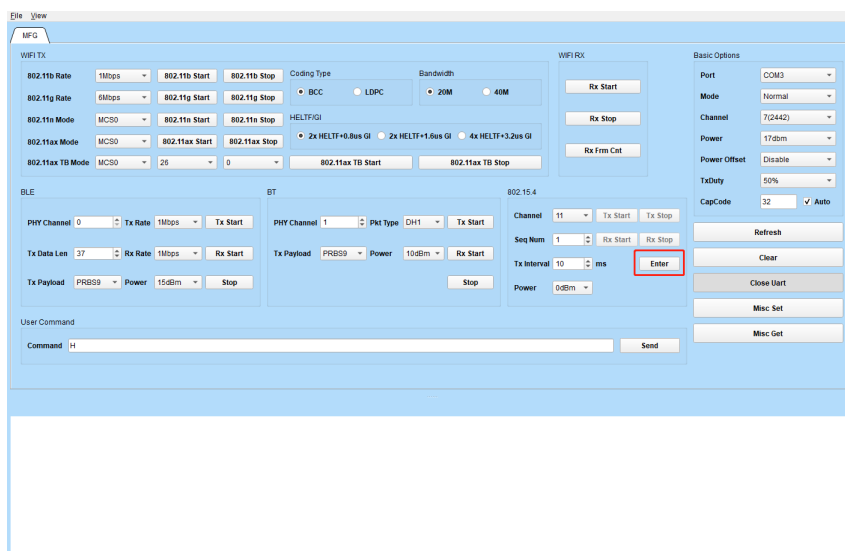 File View
MFG
WIFI TX
802.11b Rate 1Mbps 802.11b Start 802.11b Stop
802.11g Rate 6Mbps 802.11g Start 802.11g Stop
802.11n Mode MCS0 802.11n Start 802.11n Stop
802.11ax Mode MCS0 802.11ax Start 802.11ax Stop
802.11ax TB Mode MCS0 26 0 802.11ax TB Start 802.11ax TB Stop
Coding Type
BCC LDPC
Bandwidth
20M 40M
HELTF/GI
2x HELTF+0.8us GI 2x HELTF+1.6us GI 4x HELTF+3.2us GI
WIFI RX
Rx Start
Rx Stop
Rx Frm Cnt
Basic Options
Port COM3
Mode Normal
Channel 7(2442)
Power 17dbm
Power Offset Disable
TxDuty 50%
CapCode 32 Auto
Refresh
Clear
Close Uart
Misc Set
Misc Get
BLE
PHY Channel 0 Tx Rate 1Mbps Tx Start
Tx Data Len 37 Rx Rate 1Mbps Rx Start
Tx Payload PRBS9 Power 15dBm Stop
BT
PHY Channel 1 Pkt Type DH1 Tx Start
Tx Payload PRBS9 Power 10dBm Rx Start
Stop
802.15.4
Channel 11 Tx Start Tx Stop
Seq Num 1 Rx Start Rx Stop
Tx Interval 10 ms Enter
Power 0dBm
User Command
Command H Send